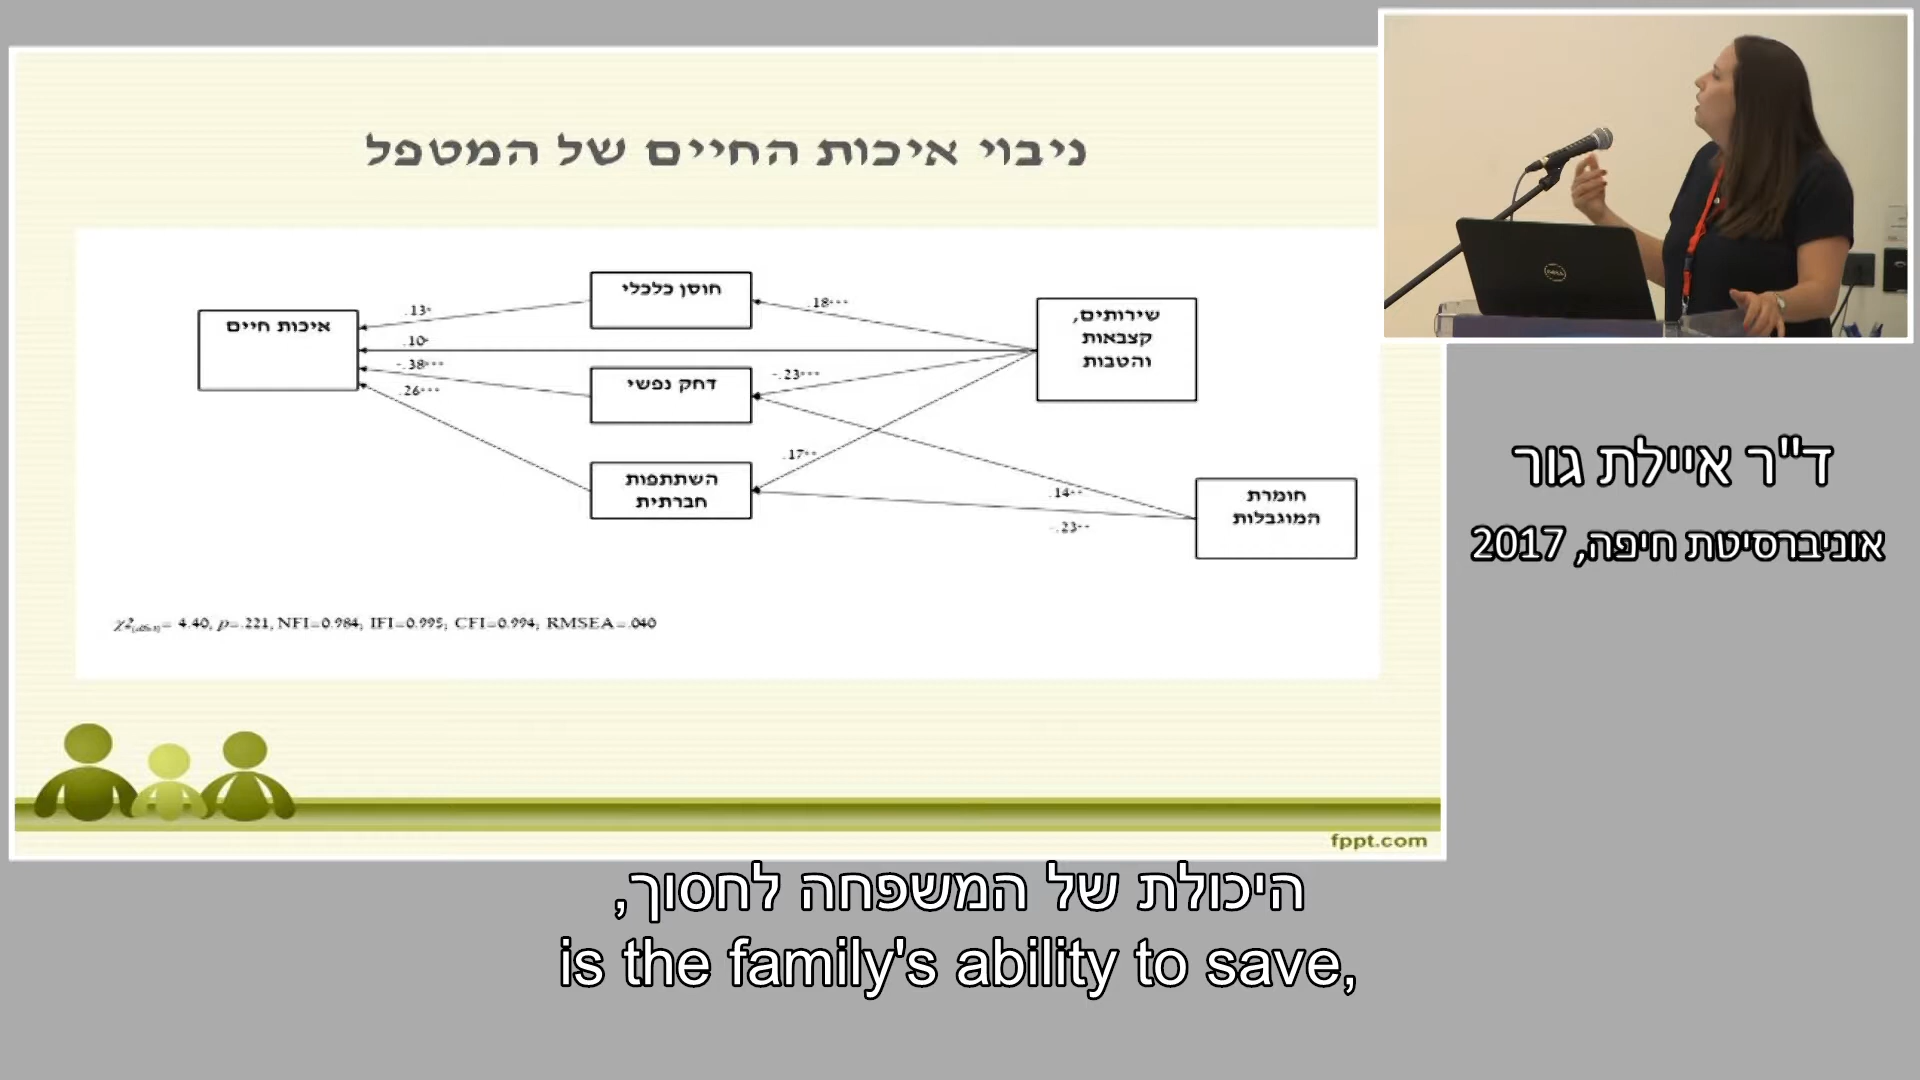 ניבוי איכות החיים של המטפל
שירותים,
קצבאות
והטבות
חומרת
המוגבלות
חוסן כלכלי
דחק נפשי
השתתפות
חברתית
איכות חיים
.18***
-.23***
.17**
.14**
-.23**
.13*
.10*
-.38***
.26***
= 4.40, p=.221, NFI=0.984; IFI=0.995; CFI=0.994; RMSEA=.040
fppt.com
DELL
ד"ר איילת גור
אוניברסיטת חיפה, 2017
היכולת של המשפחה לחסוך,
is the family's ability to save,